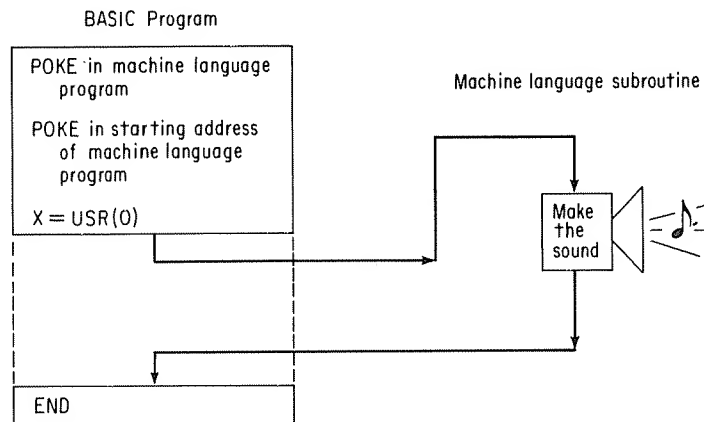 BASIC Program
POKE in machine language
program
POKE in starting address
of machine language
program
X = USR(0)
Machine language subroutine
Make
the
sound
END